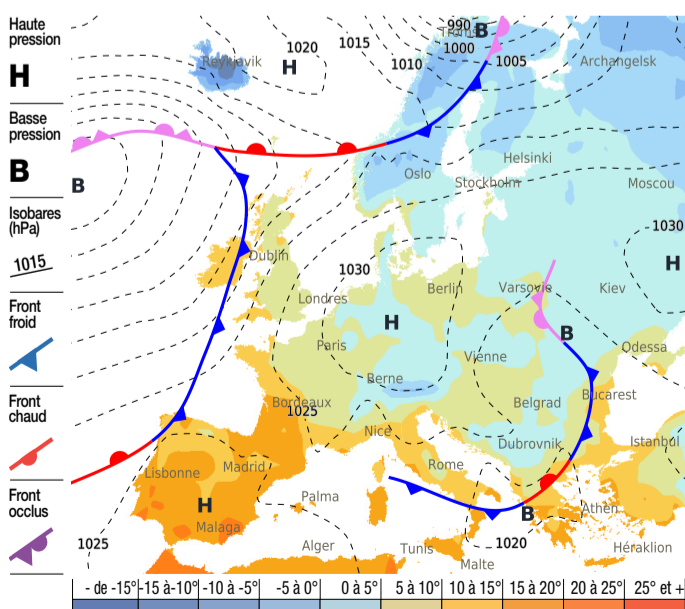 Haute
pression
H
Basse
pression
B
Isobares
(hPa)
1015
Front
froid
Front
chaud
Front
occlus
990
Troms
B
1000
1005
1010
1015
1020
H
Reykjavik
Archangelsk
Helsinki
Oslo
Stockholm
Moscou
B
1030
H
Dublin
1030
Londres
Berlin
Varsovie
Kiev
H
B
Paris
Vienne
Odessa
Berne
Bordeaux
1025
Belgrad
Bucarest
Nice
Dubrovnik
Istanbul
Lisbonne
Madrid
Rome
H
Palma
Malaga
B
Athen
1025
Alger
Tunis
1020
Héraklion
Malte
- de -15°
-15 à-10°
-10 à -5°
-5 à 0°
0 à 5°
5 à 10°
10 à 15°
15 à 20°
20 à 25°
25° et +